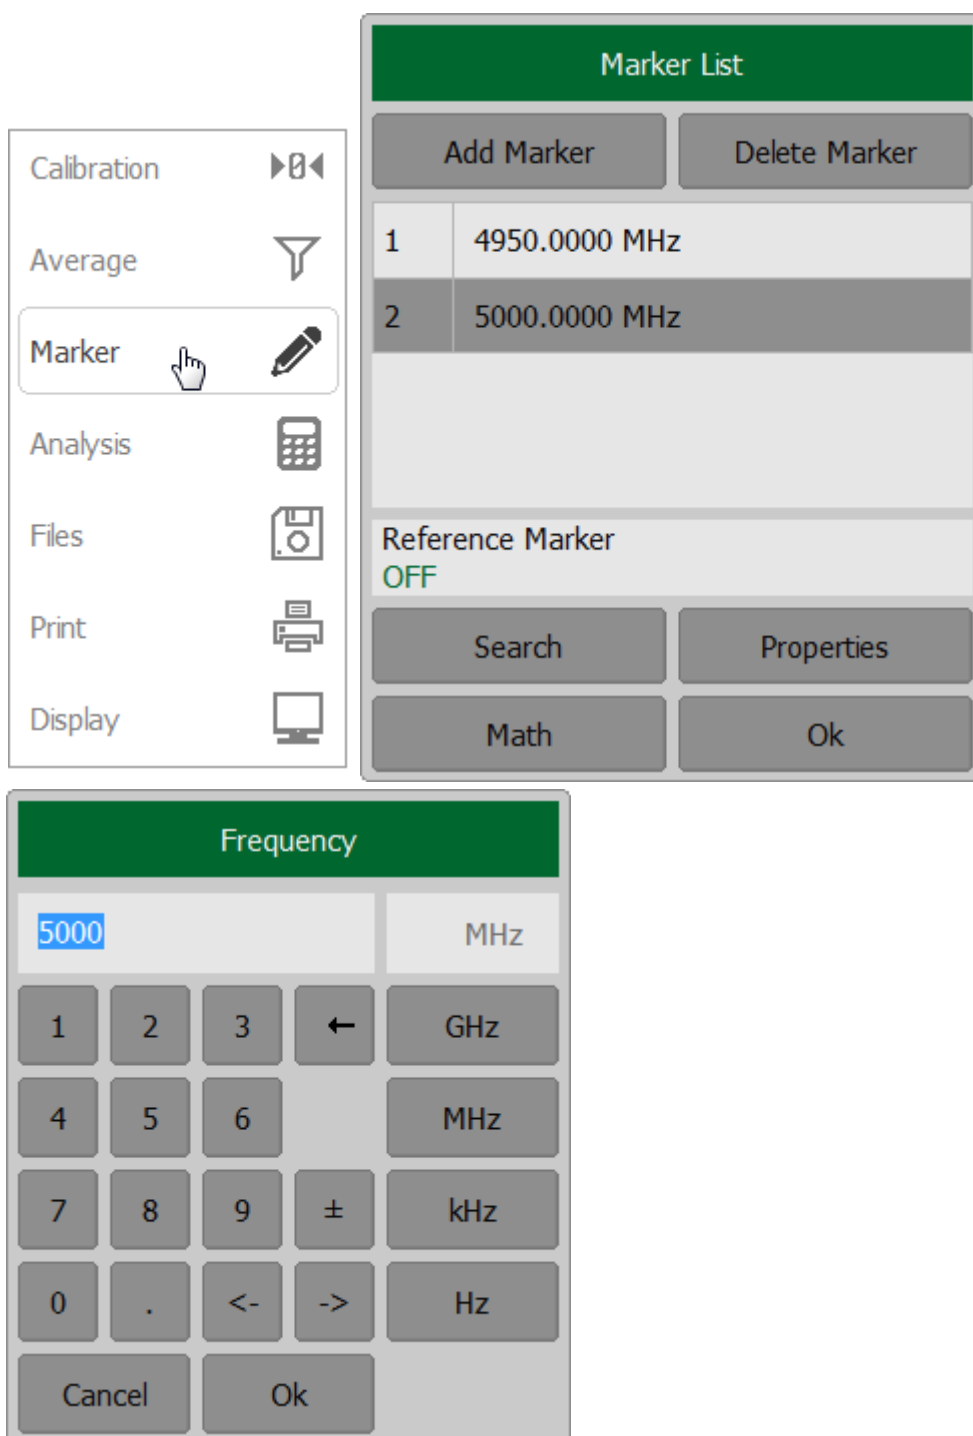 Calibration
Average
Marker
Analysis
Files
Print
Display
Marker List
Add Marker Delete Marker
1 4950.0000 MHz
2 5000.0000 MHz
Reference Marker
OFF
Search Properties
Math Ok
Frequency
5000 MHz
1 2 3 ← GHz
4 5 6 MHz
7 8 9 ± kHz
0 . <- -> Hz
Cancel Ok